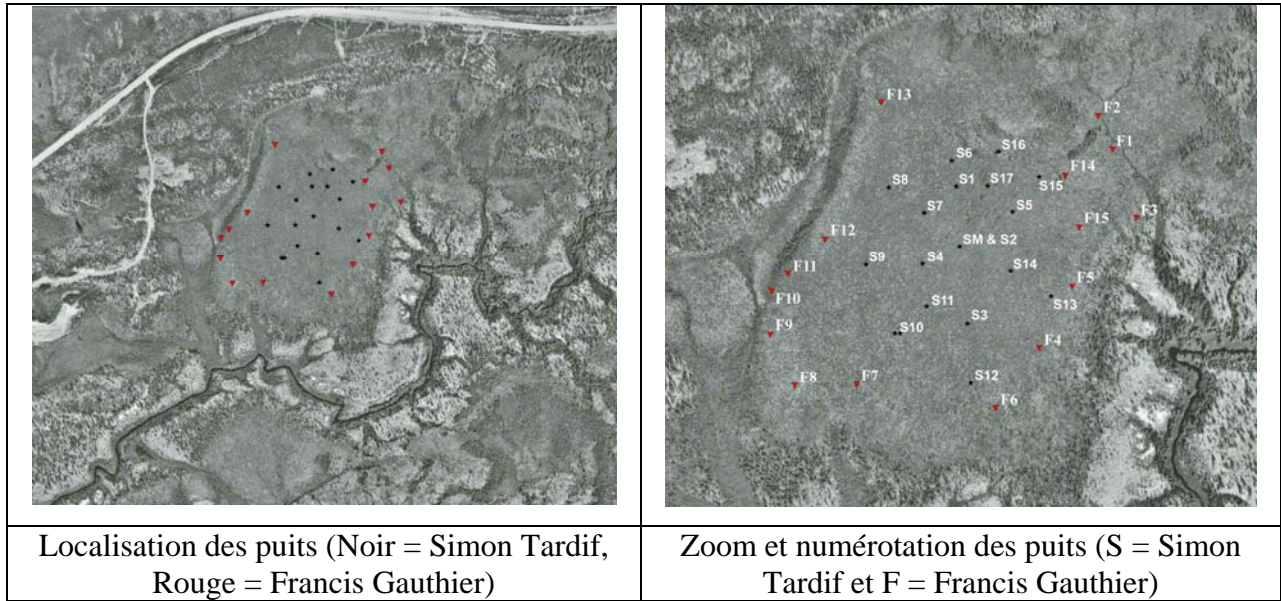 F13
F2
F1
S16
S6
F14
S1
S17
S15
S8
S7
S5
F3
F15
F12
SM & S2
S9
S4
S14
F11
F5
F10
S13
S11
S3
F9
S10
F4
F8
F7
S12
F6
Localisation des puits (Noir = Simon Tardif,
Rouge = Francis Gauthier)
Zoom et numérotation des puits (S = Simon
Tardif et F = Francis Gauthier)